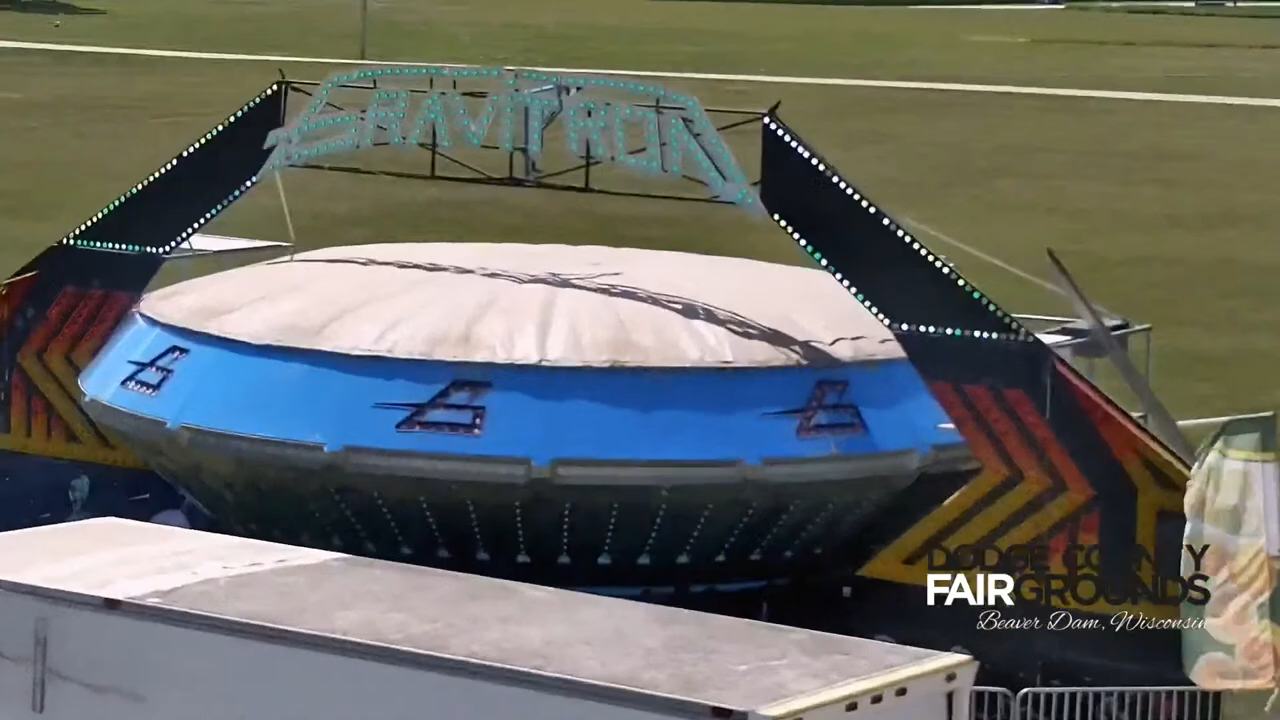 GRAVITRON
G G G
DODGE COUNTY
FAIRGROUNDS
Beaver Dam, Wisconsin